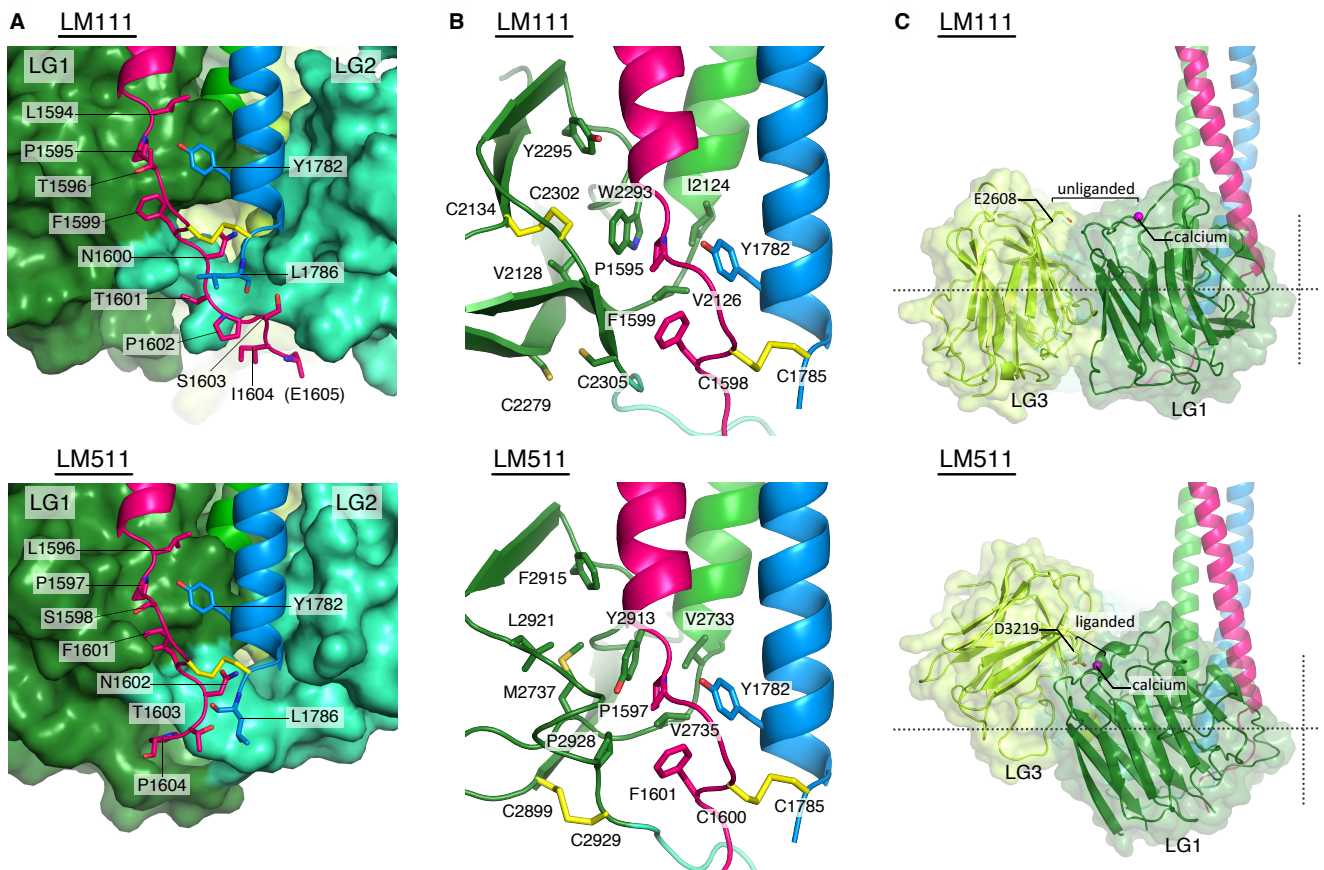 A LM111
LG1
LG2
L1594
P1595
T1596
F1599
N1600
T1601
P1602
S1603
I1604 (E1605)
Y1782
L1786
B LM111
Y2295
C2302
W2293
I2124
C2134
V2128
P1595
Y1782
V2126
F1599
C2305
C1598
C1785
C2279
C LM111
unliganded
E2608
calcium
LG3
LG1
LM511
LG1
LG2
L1596
P1597
S1598
F1601
N1602
T1603
P1604
Y1782
L1786
LM511
F2915
L2921
Y2913
V2733
M2737
P1597
Y1782
P2928
V2735
F1601
C2899
C1600
C1785
C2929
LM511
D3219
liganded
calcium
LG3
LG1